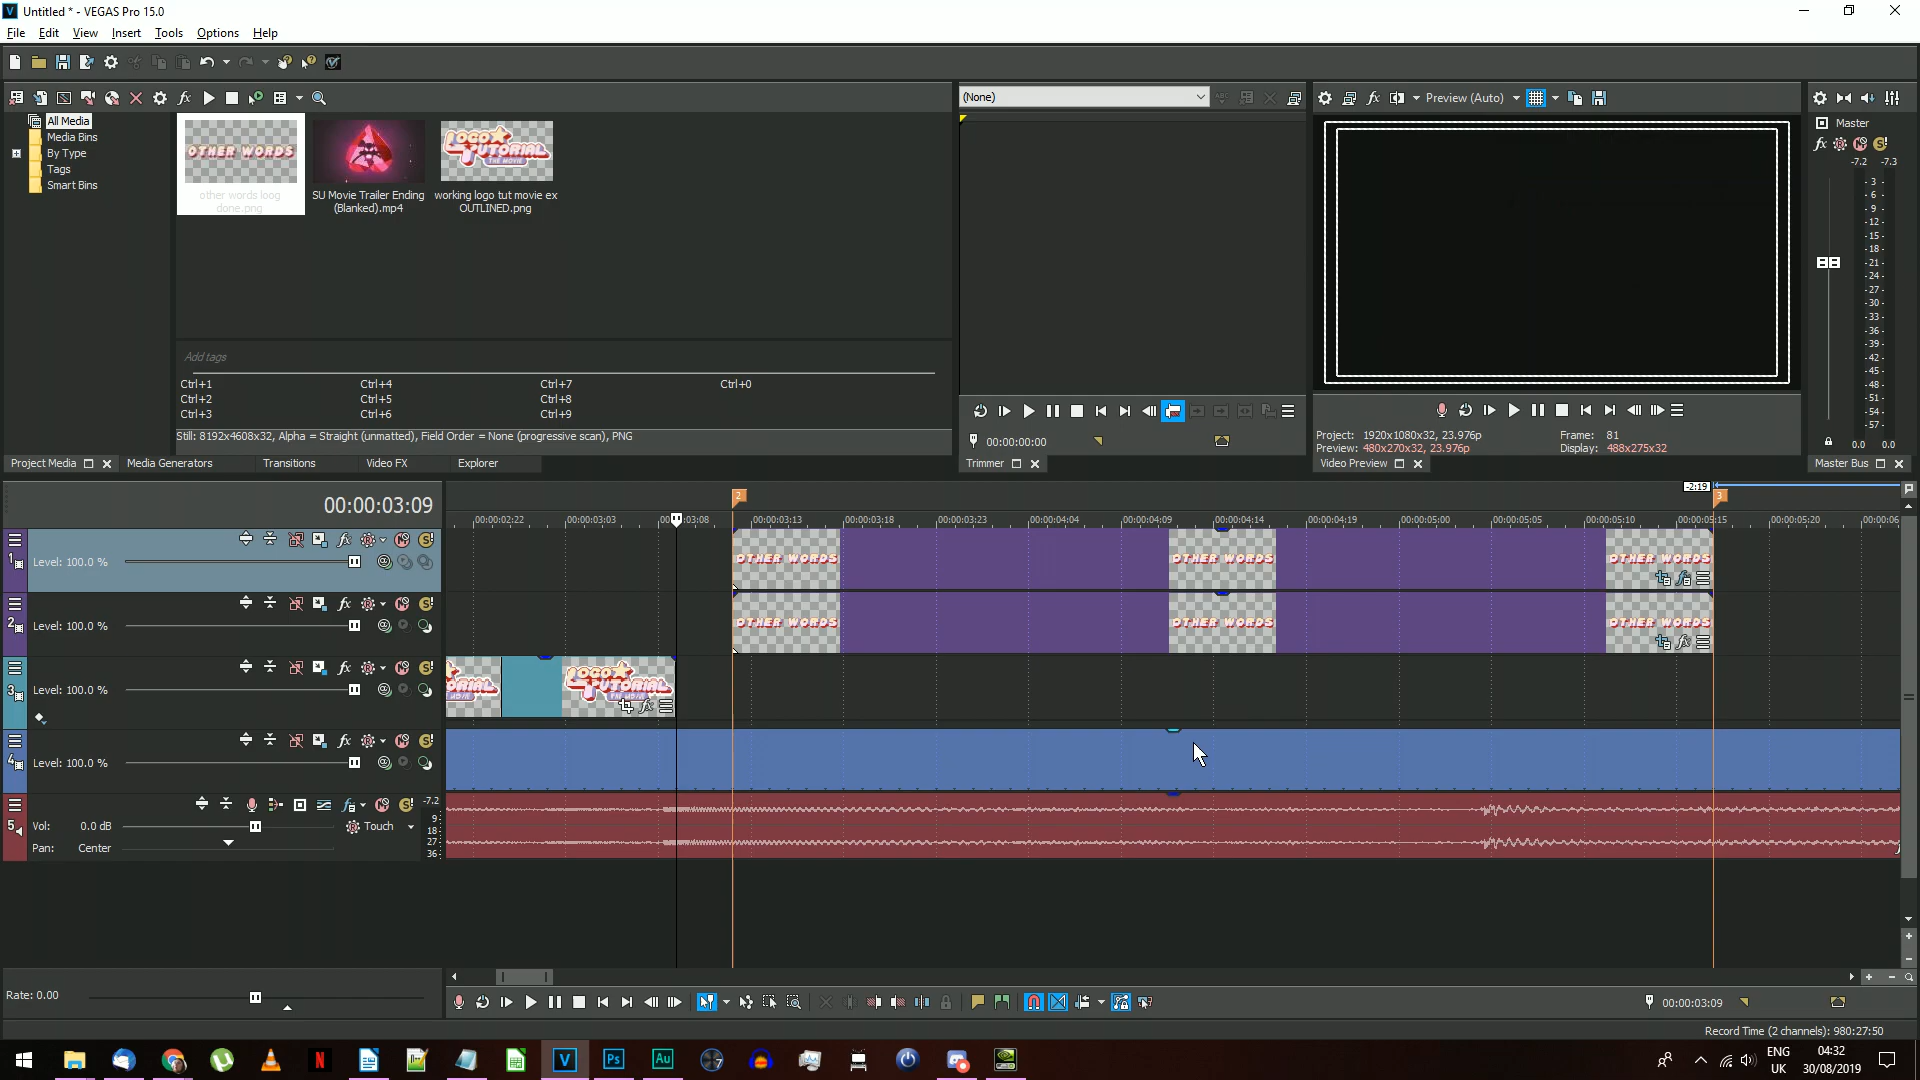 Untitled * - VEGAS Pro 15.0
File Edit View Insert Tools Options Help
(None)
Preview (Auto)
All Media
Media Bins
By Type
Tags
Smart Bins
OTHER WORDS
other words loog
done.png
SU Movie Trailer Ending
(Blanked).mp4
LOGO TUTORIAL
THE MOVIE
working logo tut movie ex
OUTLINED.png
Master
-7.2 -7.3
- 3 -
- 6 -
- 9 -
-12-
-15-
-18-
-21-
-24-
-27-
-30-
-33-
-36-
-39-
-42-
-45-
-48-
-51-
-54-
-57-
0.0 0.0
Add tags
Ctrl+1 Ctrl+4 Ctrl+7 Ctrl+0
Ctrl+2 Ctrl+5 Ctrl+8
Ctrl+3 Ctrl+6 Ctrl+9
Still: 8192x4608x32, Alpha = Straight (unmatted), Field Order = None (progressive scan), PNG
00:00:00:00
Project: 1920x1080x32, 23.976p Frame: 81
Preview: 480x270x32, 23.976p Display: 488x275x32
Project Media Media Generators Transitions Video FX Explorer
Trimmer
Video Preview
Master Bus
00:00:03:09
2
-2:19
3
00:00:02:22 00:00:03:03 00:00:03:08 00:00:03:13 00:00:03:18 00:00:03:23 00:00:04:04 00:00:04:09 00:00:04:14 00:00:04:19 00:00:05:00 00:00:05:05 00:00:05:10 00:00:05:15 00:00:05:20 00:00:06
1 Level: 100.0 %
OTHER WORDS OTHER WORDS OTHER WORDS
2 Level: 100.0 %
OTHER WORDS OTHER WORDS OTHER WORDS
3 Level: 100.0 %
LOGO TUTORIAL
THE MOVIE
4 Level: 100.0 %
5 Vol: 0.0 dB Touch
Pan: Center
-7.2
9-
18-
27-
36-
Rate: 0.00
00:00:03:09
Record Time (2 channels): 980:27:50
N V Ps Au 7
ENG
UK
04:32
30/08/2019